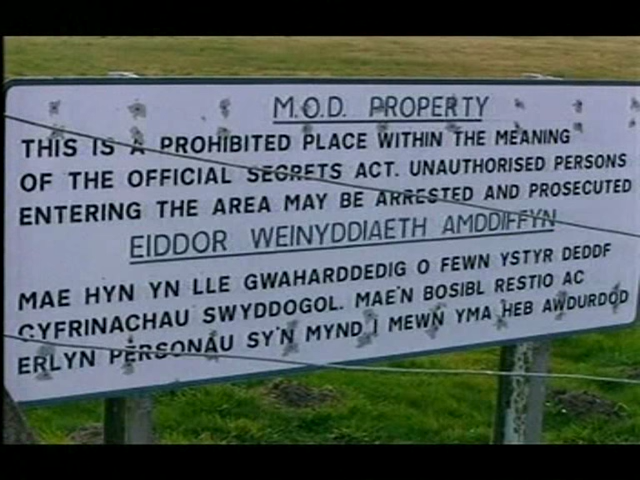 M.O.D. PROPERTY
THIS IS A PROHIBITED PLACE WITHIN THE MEANING
OF THE OFFICIAL SECRETS ACT. UNAUTHORISED PERSONS
ENTERING THE AREA MAY BE ARRESTED AND PROSECUTED
EIDDOR WEINYDDIAETH AMDDIFFYN
MAE HYN YN LLE GWAHARDDEDIG O FEWN YSTYR DEDDF
CYFRINACHAU SWYDDOGOL. MAE'N BOSIBL RESTIO AC
ERLYN PERSONAU SY'N MYND I MEWN YMA HEB AWDURDOD